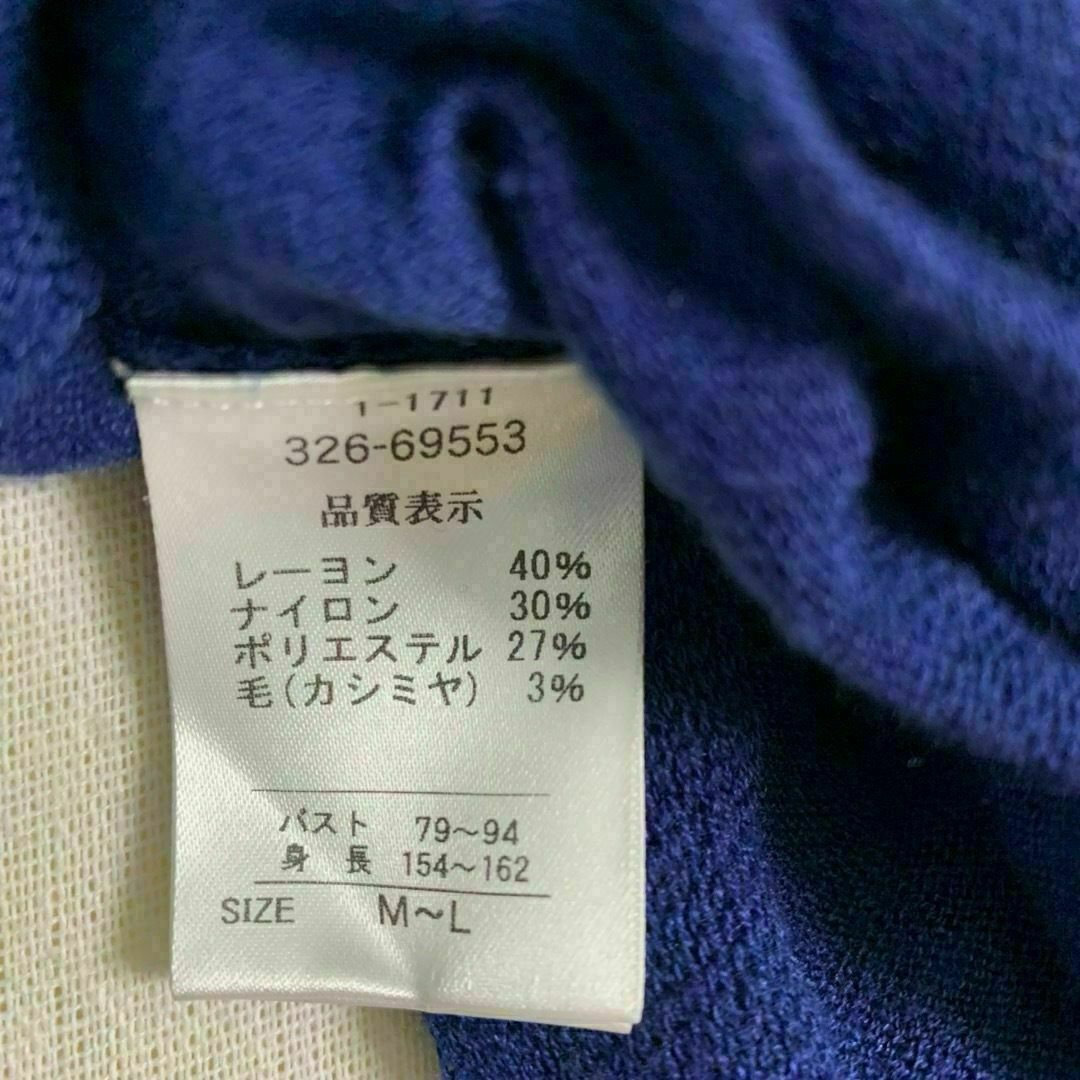 1-1711
326-69553
品質表示
レーヨン 40%
ナイロン 30%
ポリエステル 27%
毛(カシミヤ) 3%
バスト 79~94
身長 154~162
SIZE M~L